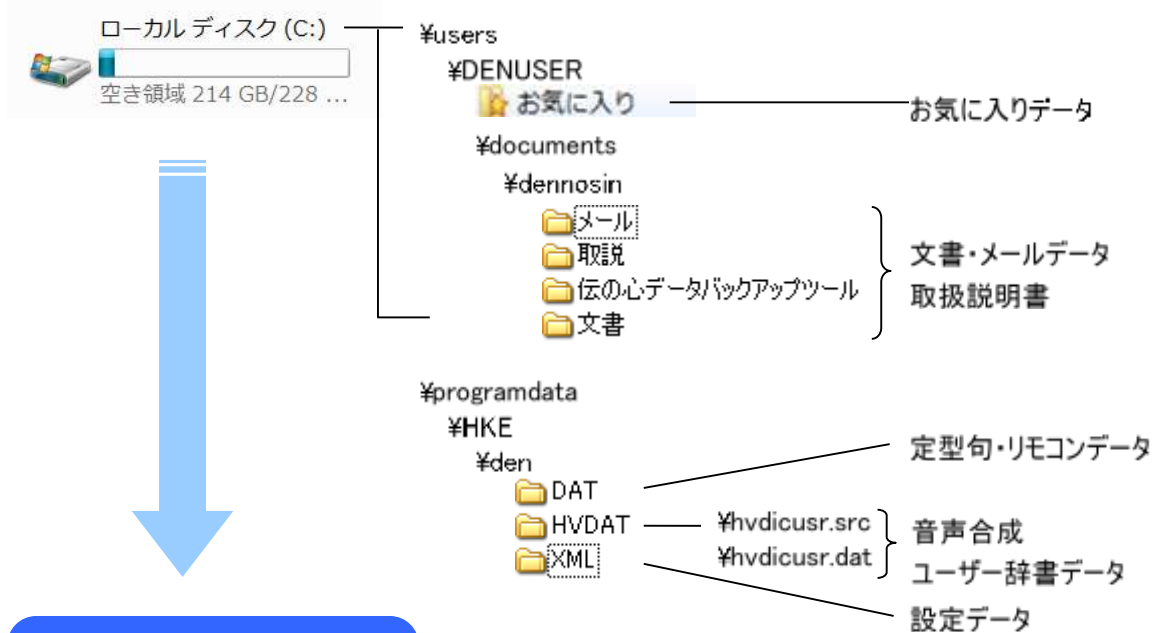 ローカル ディスク (C:)
空き領域 214 GB/228 ...
¥users
¥DENUSER
お気に入り
お気に入りデータ
¥documents
¥dennosin
メール
取説
伝の心データバックアップツール
文書
文書・メールデータ
取扱説明書
¥programdata
¥HKE
¥den
DAT
定型句・リモコンデータ
HVDAT
¥hvdicusr.src
¥hvdicusr.dat
音声合成
ユーザー辞書データ
XML
設定データ